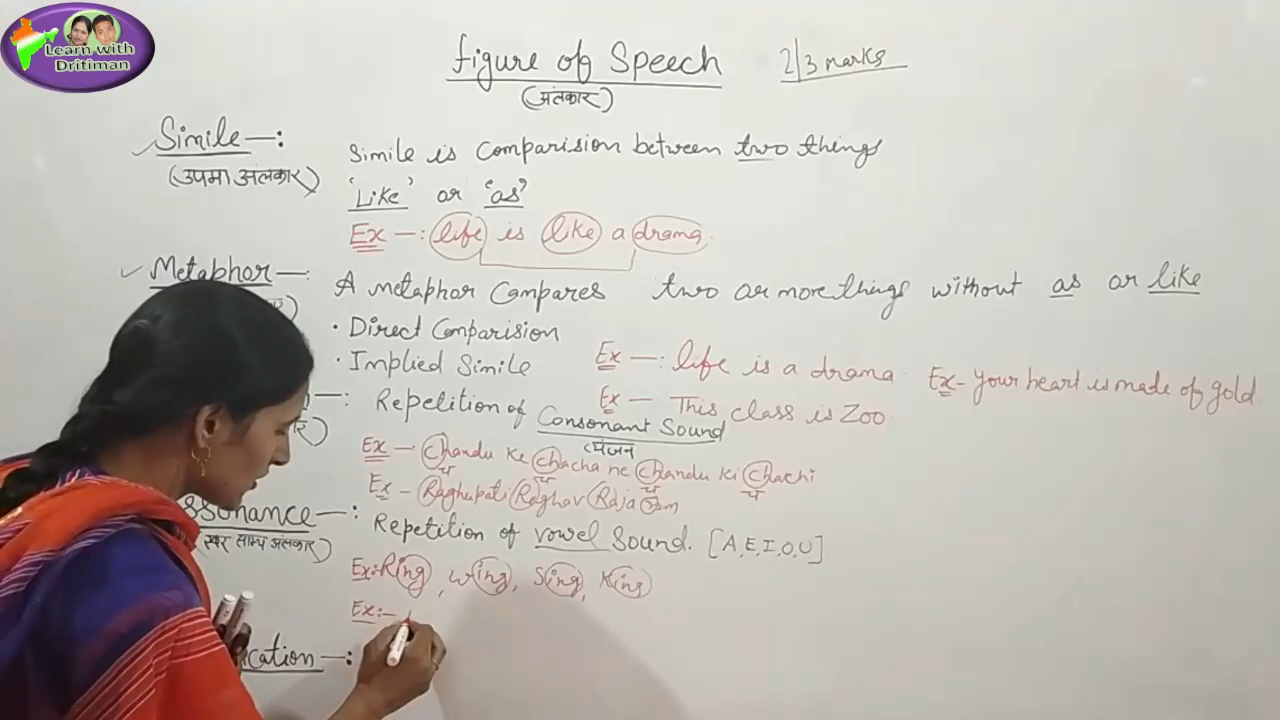 Learn with
Dritiman
Figure of Speech 2/3 marks
(अलंकार)
Simile—: Simile is comparision between two things
(उपमा अलंकार) 'Like' or 'as'
Ex —: life is like a drama.
Metaphor—: A metaphor Compares two or more things without as or like
• Direct Comparision
• Implied Simile Ex —: life is a drama. Ex- your heart is made of gold.
Repetition of Consonant Sound Ex — This class is Zoo.
Ex —: Chandu ke chacha ne chandu ki chachi
च च च च
Ex - Raghupati Raghav Raja Ram
ssonance—: Repetition of vowel Sound. [A,E,I,O,U]
(स्वर साम्य अलंकार)
Ex:- Ring, wing, Sing, King
Ex:-
ication—: